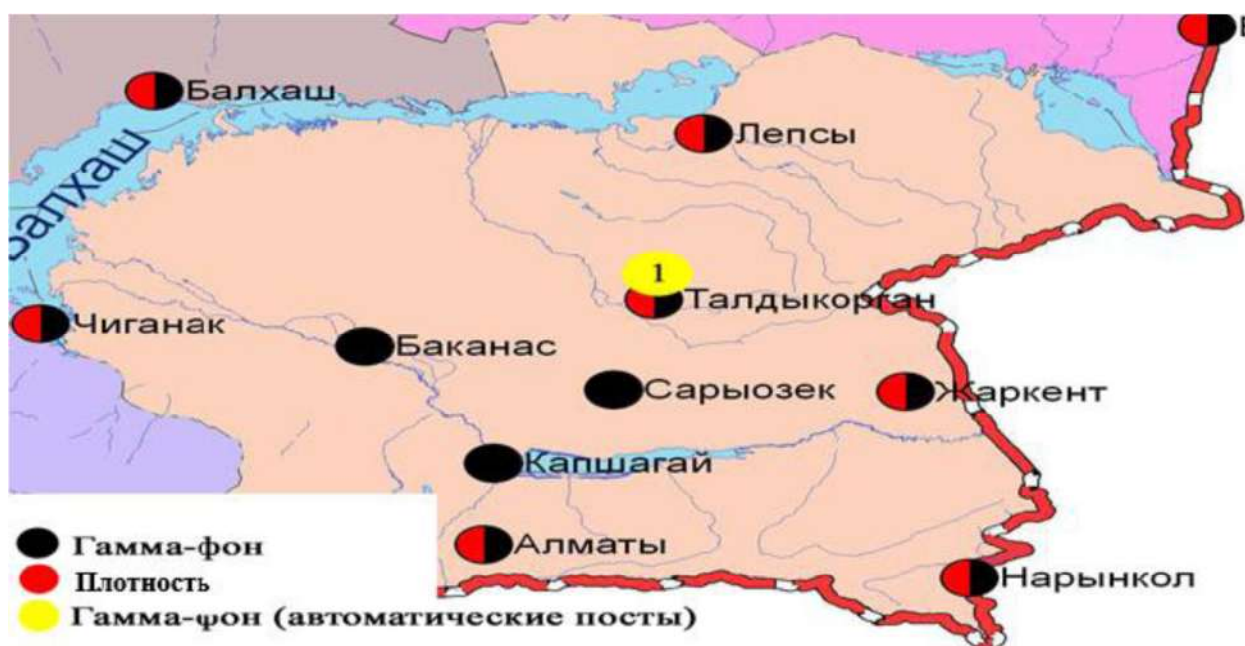 Балхаш
Лепсы
Балхаш
1
Талдыкорган
Чиганак
Баканас
Сарыозек
Жаркент
Капшагай
Алматы
Нарынкол
Гамма-фон
Плотность
Гамма-фон (автоматические посты)